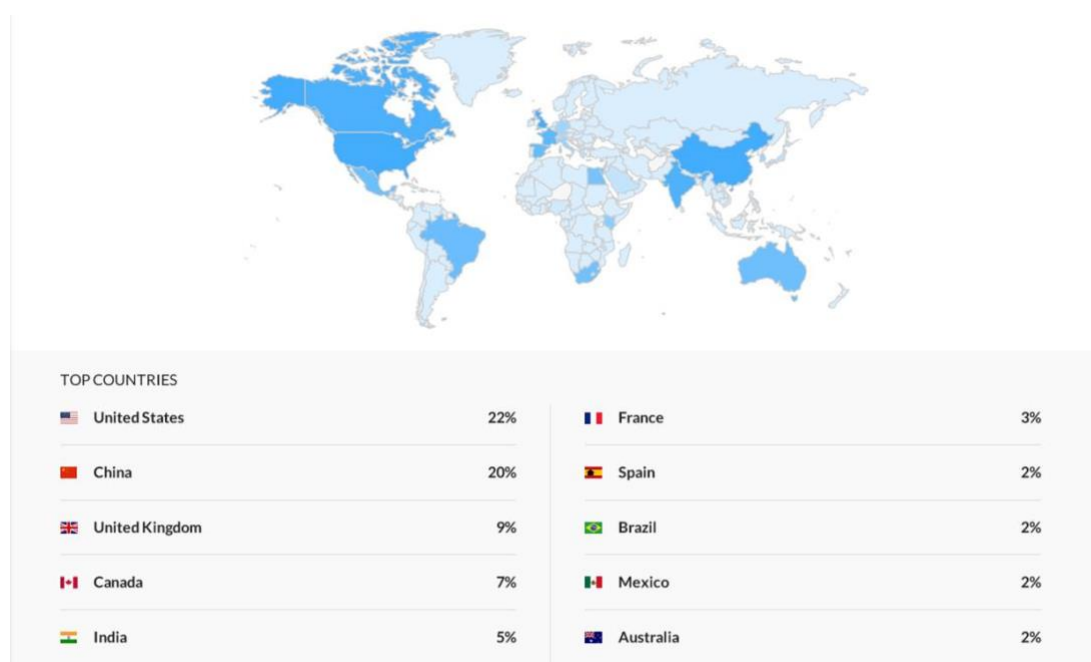 TOP COUNTRIES
United States 22%
China 20%
United Kingdom 9%
Canada 7%
India 5%
France 3%
Spain 2%
Brazil 2%
Mexico 2%
Australia 2%